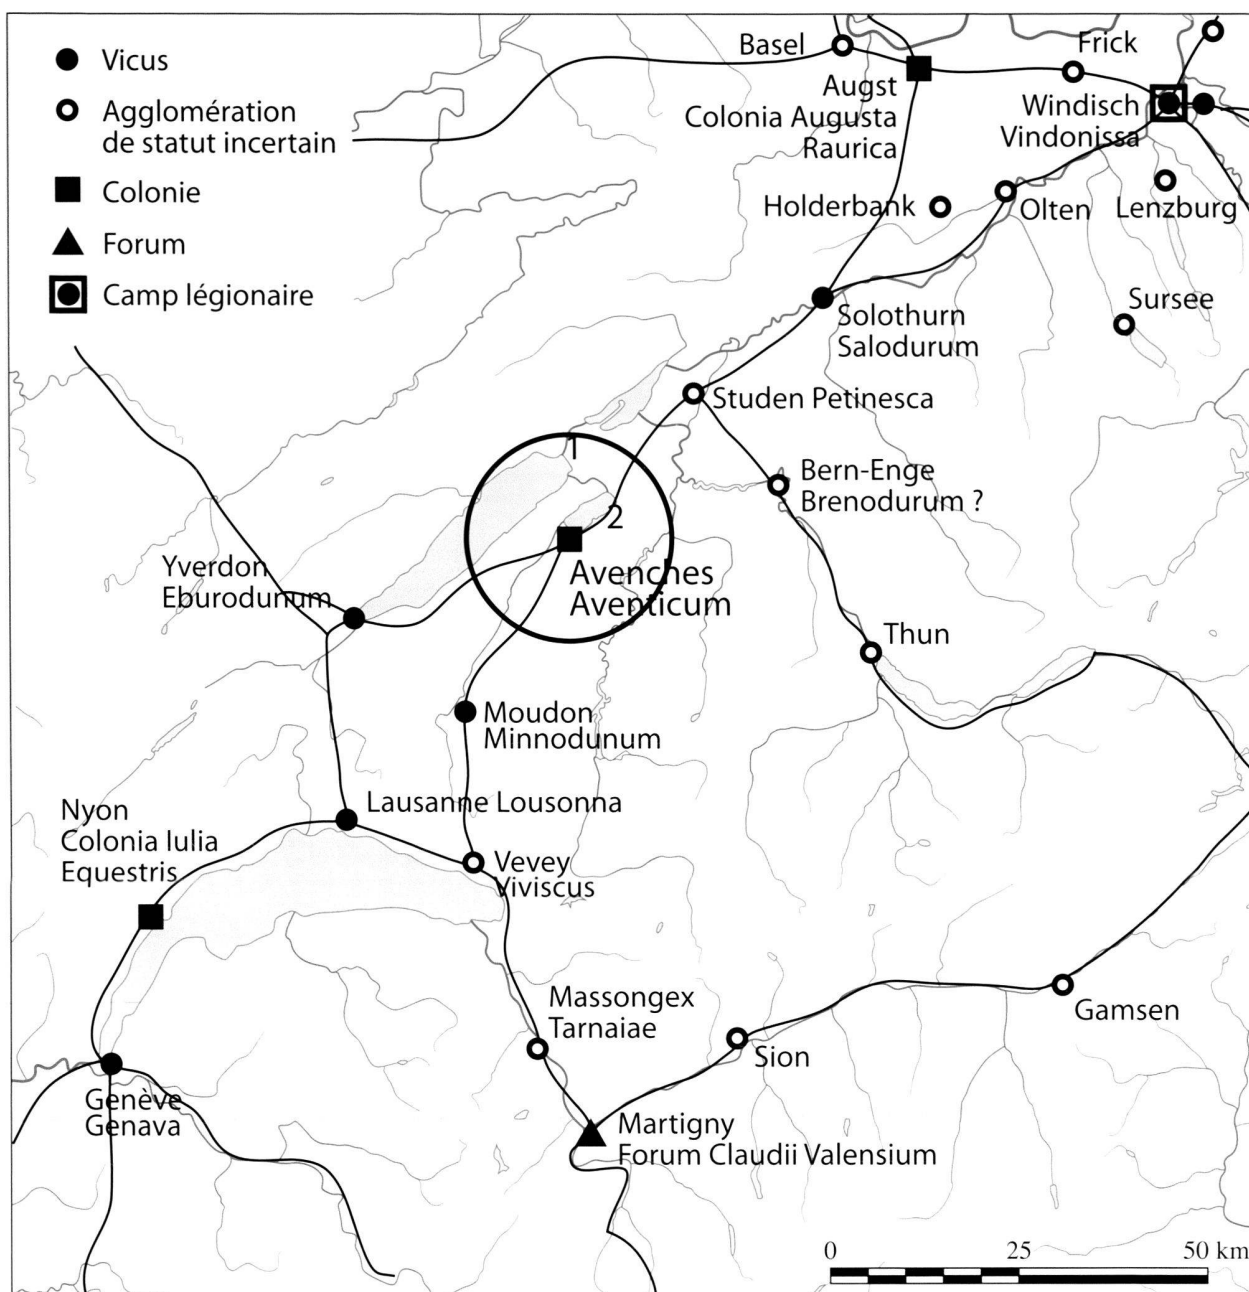 Vicus
Agglomération
de statut incertain
Colonie
Forum
Camp légionaire
Basel
Frick
Augst
Colonia Augusta
Raurica
Windisch
Vindonissa
Holderbank
Olten
Lenzburg
Solothurn
Salodurum
Sursee
Studen Petinesca
1
Bern-Enge
Brenodurum ?
2
Avenches
Aventicum
Yverdon
Eburodunum
Thun
Moudon
Minnodunum
Lausanne Lousonna
Nyon
Colonia Iulia
Equestris
Vevey
Viviscus
Massongex
Tarnaiae
Gamsen
Sion
Genève
Genava
Martigny
Forum Claudii Valensium
0 25 50 km